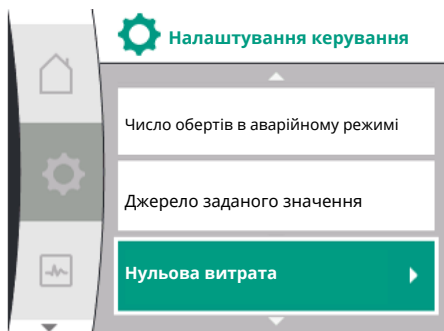 Налаштування керування
Число обертів в аварійному режимі
Джерело заданого значення
Нульова витрата